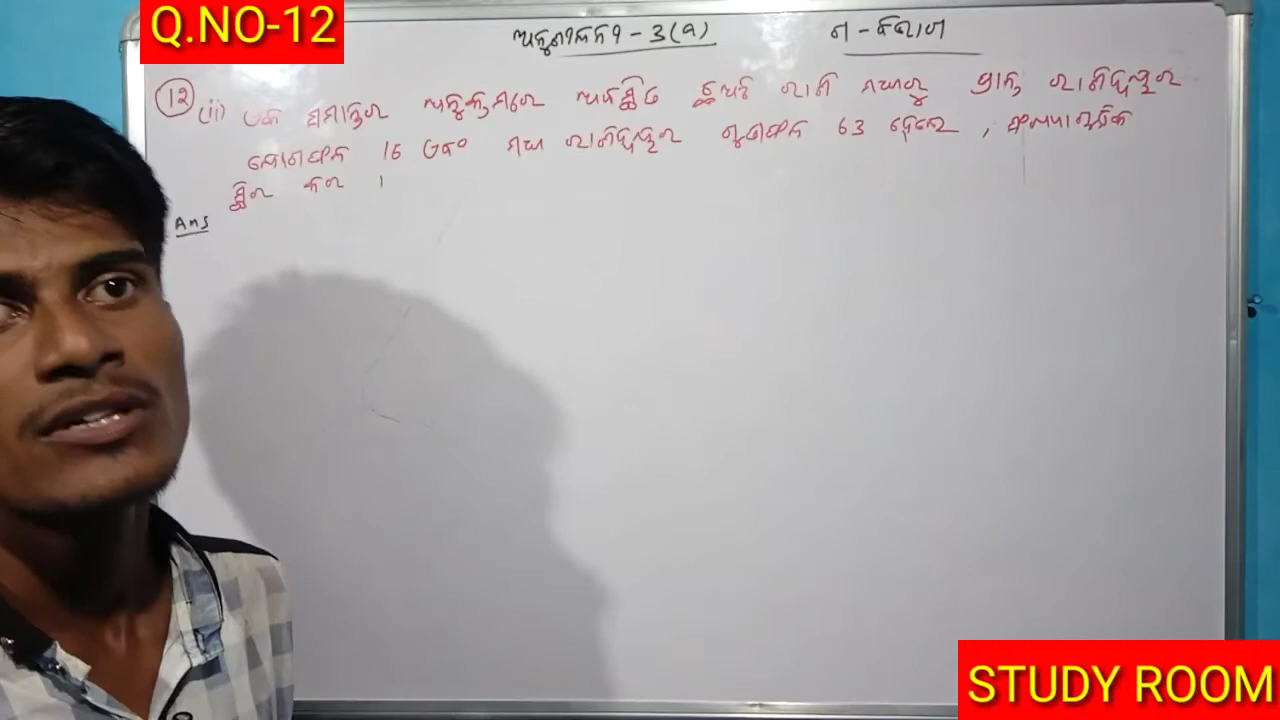 Q.NO-12
ଅନୁଶୀଳନୀ - 3(a) ଗ - ବିଭାଗ
12 (ii) ଏକ ସମାନ୍ତର ଅନୁକ୍ରମରେ ଅବସ୍ଥିତ ଚାରି ରାଶି ମଧ୍ୟରୁ ପ୍ରାନ୍ତ ରାଶିଦ୍ୱୟର
ଯୋଗଫଳ 16 ଏବଂ ମଧ୍ୟ ରାଶିଦ୍ୱୟର ଗୁଣଫଳ 63 ହେଲେ,
ସ୍ଥିର କର ।
Ans
STUDY ROOM